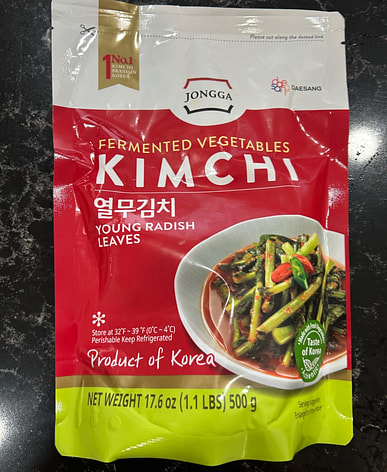 Please cut along the dotted line
No.1
KIMCHI
BRAND IN
KOREA
JONGGA
DAESANG
FERMENTED VEGETABLES
KIMCHI
열무김치
YOUNG RADISH
LEAVES
Store at 32°F ~ 39 °F (0°C ~ 4°C)
Perishable Keep Refrigerated
Product of Korea
Taste
of Korea
NET WEIGHT 17.6 oz (1.1 LBS) 500 g